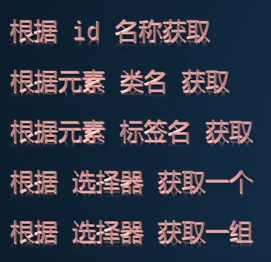 根据 id 名称获取
根据元素 类名 获取
根据元素 标签名 获取
根据 选择器 获取一个
根据 选择器 获取一组